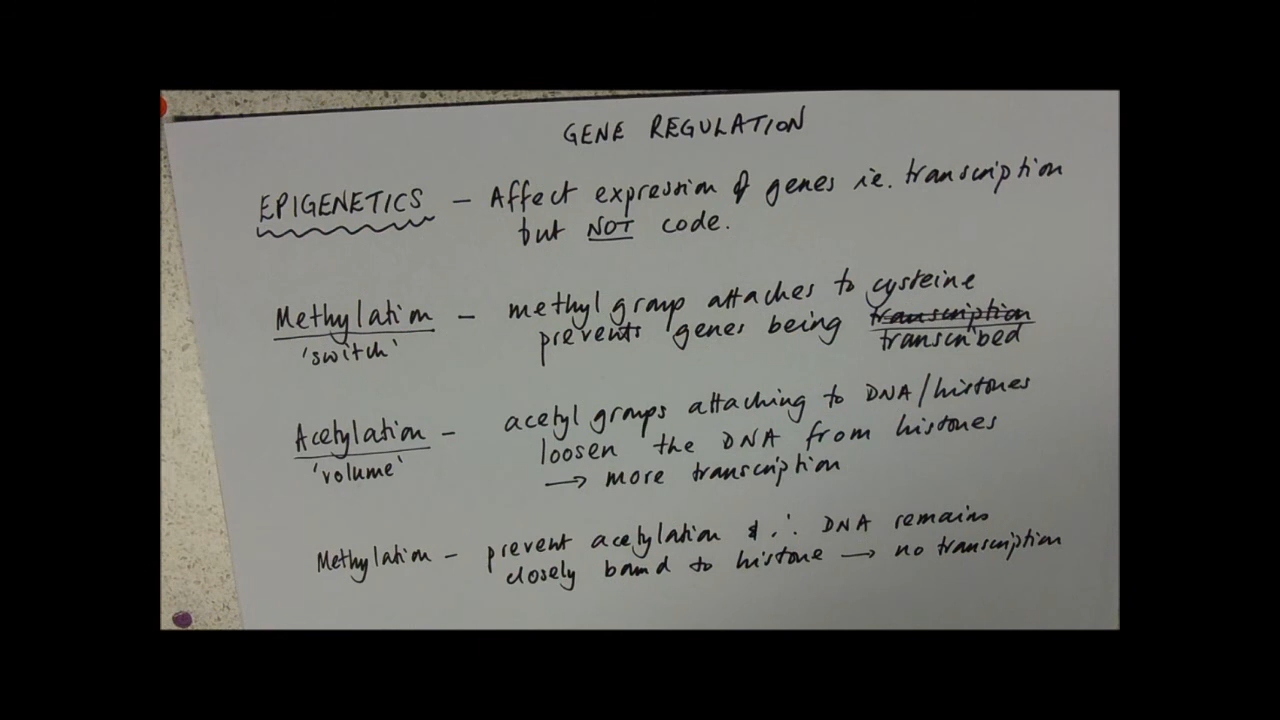 GENE REGULATION
EPIGENETICS - Affect expression of genes ie. transcription
but NOT code.
Methylation - methyl group attaches to cysteine
'switch' prevents genes being transcription
transcribed
Acetylation - acetyl groups attaching to DNA/histones
'volume' loosen the DNA from histones
→ more transcription
Methylation - prevent acetylation & ∴ DNA remains
closely bound to histone → no transcription